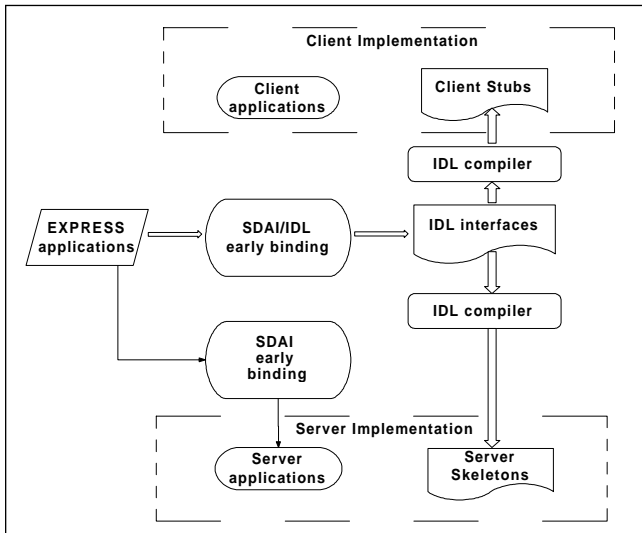 Client Implementation
Client
applications
Client Stubs
IDL compiler
EXPRESS
applications
SDAI/IDL
early binding
IDL interfaces
IDL compiler
SDAI
early
binding
Server Implementation
Server
applications
Server
Skeletons